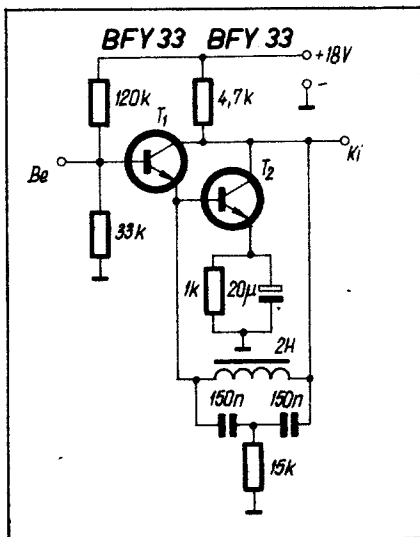 BFY 33 BFY 33
+18V
-
120k
4,7k
T1
Be
Ki
T2
33k
1k
20µ
2H
150n
150n
15k